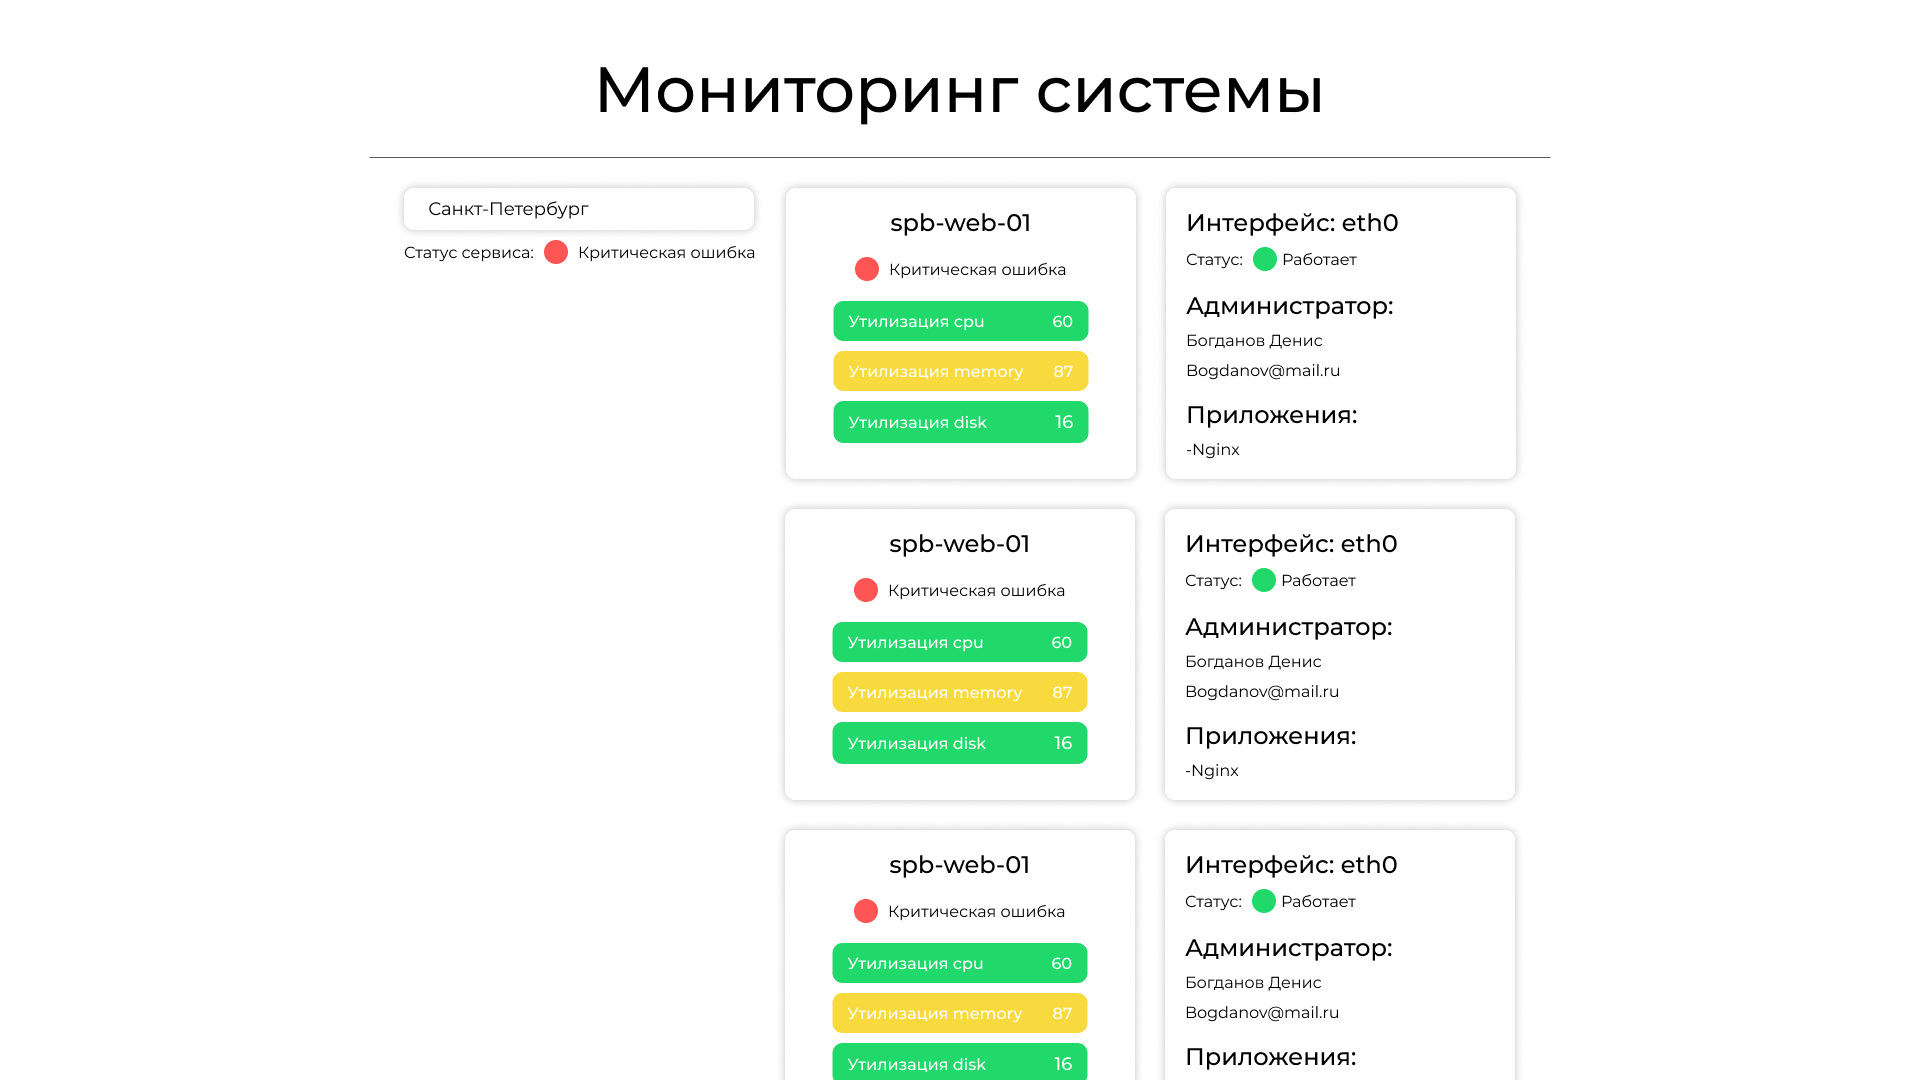 Мониторинг системы
Санкт-Петербург
Статус сервиса: Критическая ошибка
spb-web-01
Критическая ошибка
Утилизация cpu 60
Утилизация memory 87
Утилизация disk 16
Интерфейс: eth0
Статус: Работает
Администратор:
Богданов Денис
Bogdanov@mail.ru
Приложения:
-Nginx
spb-web-01
Критическая ошибка
Утилизация cpu 60
Утилизация memory 87
Утилизация disk 16
Интерфейс: eth0
Статус: Работает
Администратор:
Богданов Денис
Bogdanov@mail.ru
Приложения:
-Nginx
spb-web-01
Критическая ошибка
Утилизация cpu 60
Утилизация memory 87
Утилизация disk 16
Интерфейс: eth0
Статус: Работает
Администратор:
Богданов Денис
Bogdanov@mail.ru
Приложения: